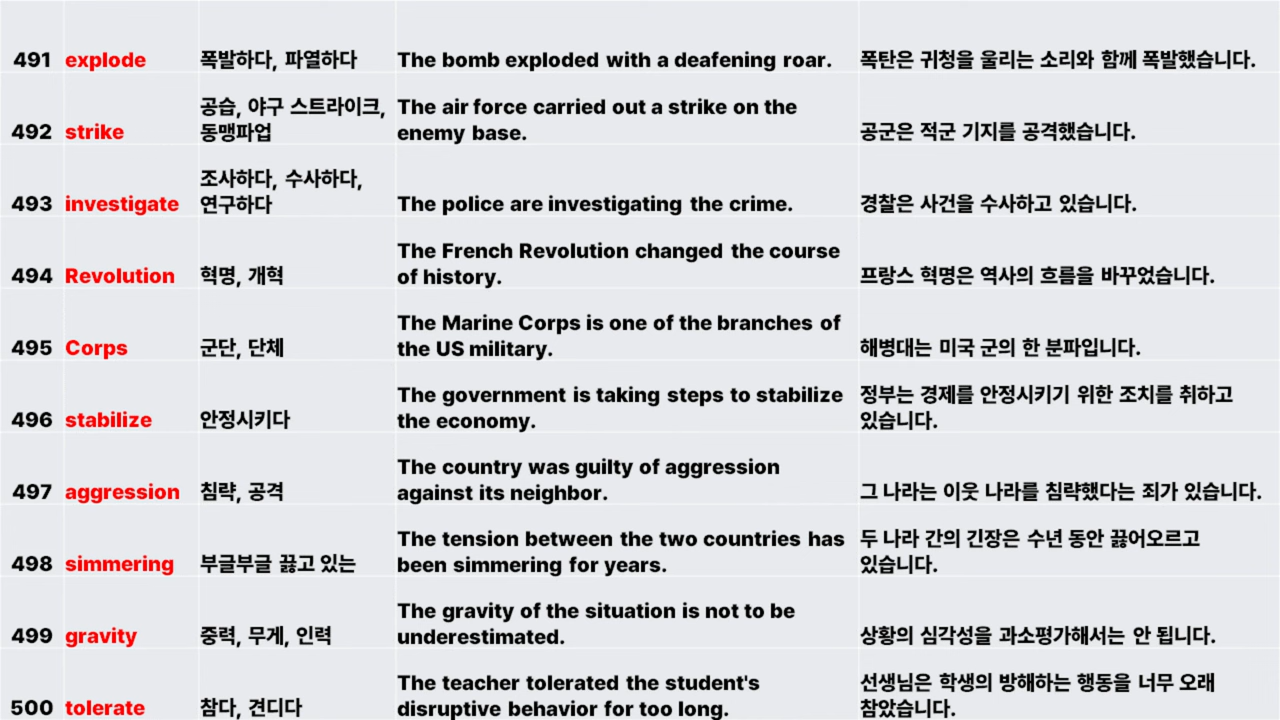 491 explode 폭발하다, 파열하다 The bomb exploded with a deafening roar. 폭탄은 귀청을 울리는 소리와 함께 폭발했습니다.
공습, 야구 스트라이크, The air force carried out a strike on the
492 strike 동맹파업 enemy base. 공군은 적군 기지를 공격했습니다.
조사하다, 수사하다,
493 investigate 연구하다 The police are investigating the crime. 경찰은 사건을 수사하고 있습니다.
The French Revolution changed the course
494 Revolution 혁명, 개혁 of history. 프랑스 혁명은 역사의 흐름을 바꾸었습니다.
The Marine Corps is one of the branches of
495 Corps 군단, 단체 the US military. 해병대는 미국 군의 한 분파입니다.
The government is taking steps to stabilize 정부는 경제를 안정시키기 위한 조치를 취하고
496 stabilize 안정시키다 the economy. 있습니다.
The country was guilty of aggression
497 aggression 침략, 공격 against its neighbor. 그 나라는 이웃 나라를 침략했다는 죄가 있습니다.
The tension between the two countries has 두 나라 간의 긴장은 수년 동안 끓어오르고
498 simmering 부글부글 끓고 있는 been simmering for years. 있습니다.
The gravity of the situation is not to be
499 gravity 중력, 무게, 인력 underestimated. 상황의 심각성을 과소평가해서는 안 됩니다.
The teacher tolerated the student's 선생님은 학생의 방해하는 행동을 너무 오래
500 tolerate 참다, 견디다 disruptive behavior for too long. 참았습니다.